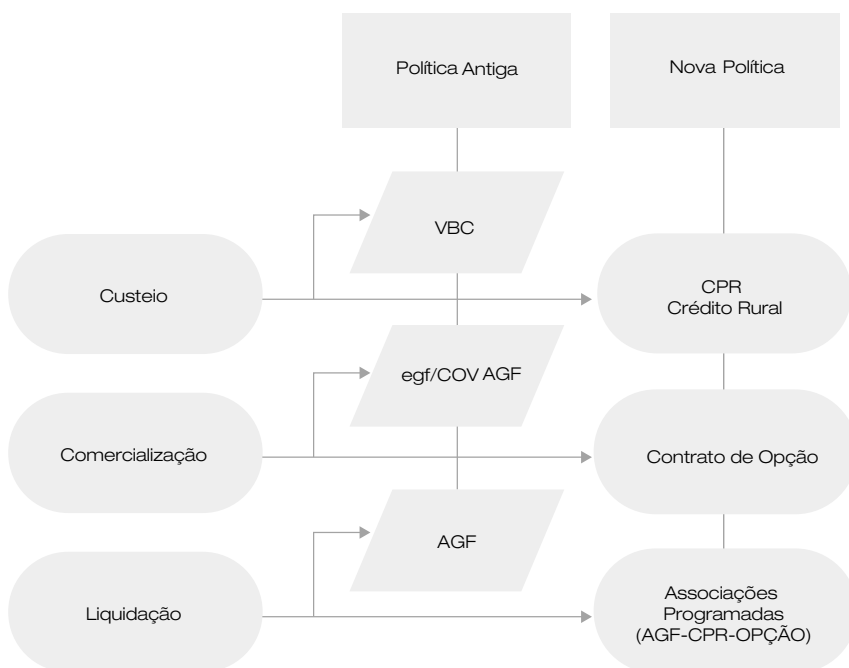 Política Antiga
Nova Política
VBC
Custeio
CPR
Crédito Rural
egf/COV AGF
Comercialização
Contrato de Opção
AGF
Liquidação
Associações
Programadas
(AGF-CPR-OPÇÃO)